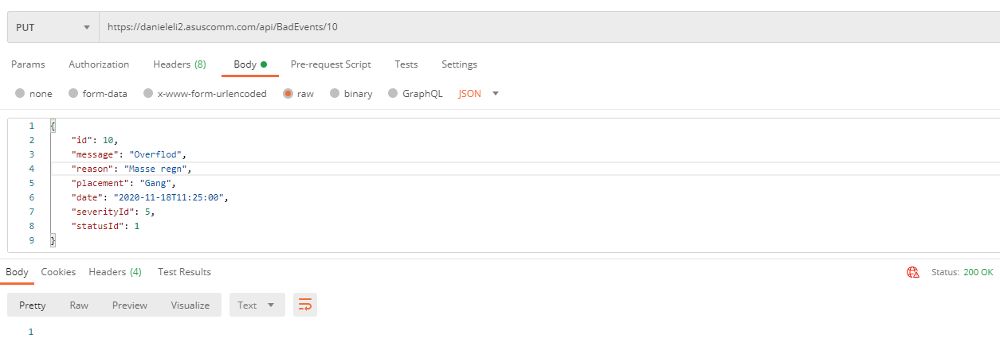 PUT https://danieleli2.asuscomm.com/api/BadEvents/10
Params Authorization Headers (8) Body Pre-request Script Tests Settings
none form-data x-www-form-urlencoded raw binary GraphQL JSON
1 {
2 "id": 10,
3 "message": "Overflod",
4 "reason": "Masse regn",
5 "placement": "Gang",
6 "date": "2020-11-18T11:25:00",
7 "severityId": 5,
8 "statusId": 1
9 }
Body Cookies Headers (4) Test Results Status: 200 OK
Pretty Raw Preview Visualize Text
1